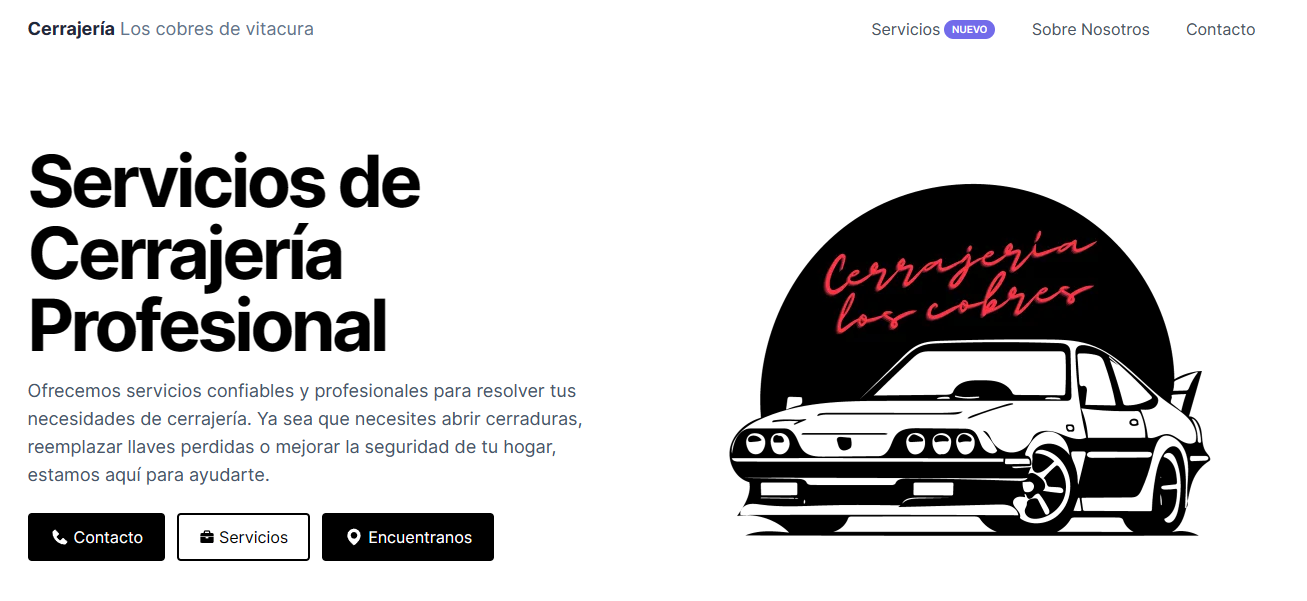 Cerrajería Los cobres de vitacura
Servicios NUEVO Sobre Nosotros Contacto
Servicios de
Cerrajería
Profesional
Ofrecemos servicios confiables y profesionales para resolver tus
necesidades de cerrajería. Ya sea que necesites abrir cerraduras,
reemplazar llaves perdidas o mejorar la seguridad de tu hogar,
estamos aquí para ayudarte.
Contacto Servicios Encuentranos
Cerrajería
los cobres